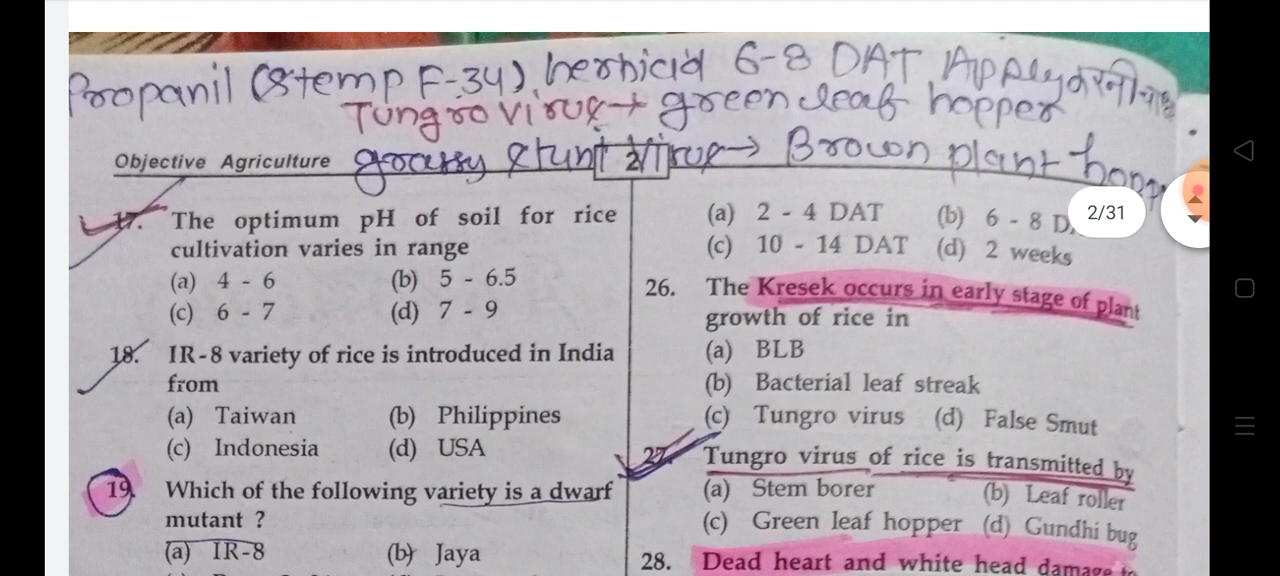 Propanil (Stemp F-34) herbicid 6-8 DAT Apply करनी चाहि
Tungro virus → green leaf hopper
grassy stunt virus → Brown plant hopp
Objective Agriculture
2
17. The optimum pH of soil for rice
cultivation varies in range
(a) 4 - 6 (b) 5 - 6.5
(c) 6 - 7 (d) 7 - 9
18. IR-8 variety of rice is introduced in India
from
(a) Taiwan (b) Philippines
(c) Indonesia (d) USA
19. Which of the following variety is a dwarf
mutant ?
(a) IR-8 (b) Jaya
(a) 2 - 4 DAT (b) 6 - 8 D
(c) 10 - 14 DAT (d) 2 weeks
2/31
26. The Kresek occurs in early stage of plant
growth of rice in
(a) BLB
(b) Bacterial leaf streak
(c) Tungro virus (d) False Smut
27. Tungro virus of rice is transmitted by
(a) Stem borer (b) Leaf roller
(c) Green leaf hopper (d) Gundhi bug
28. Dead heart and white head damage to